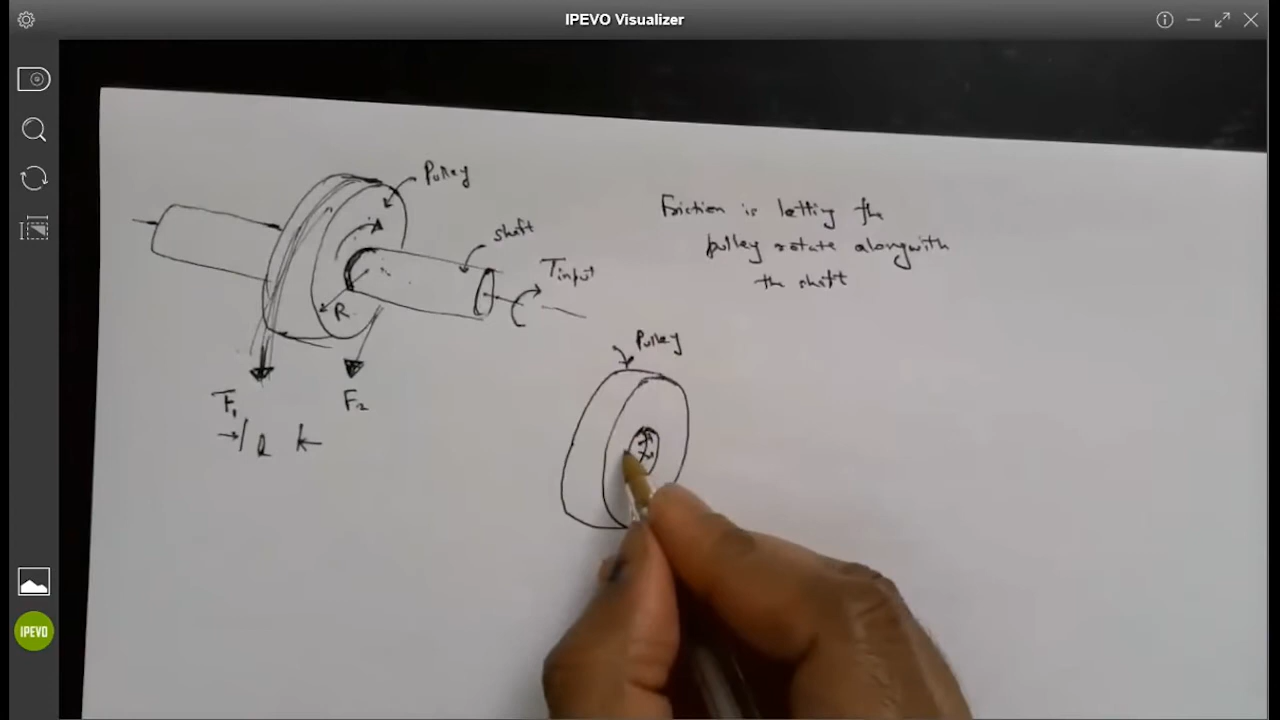 IPEVO Visualizer
Pulley
shaft
Tinput
R
F1
F2
l
Friction is letting the
pulley rotate alongwith
the shaft
Pulley
IPEVO